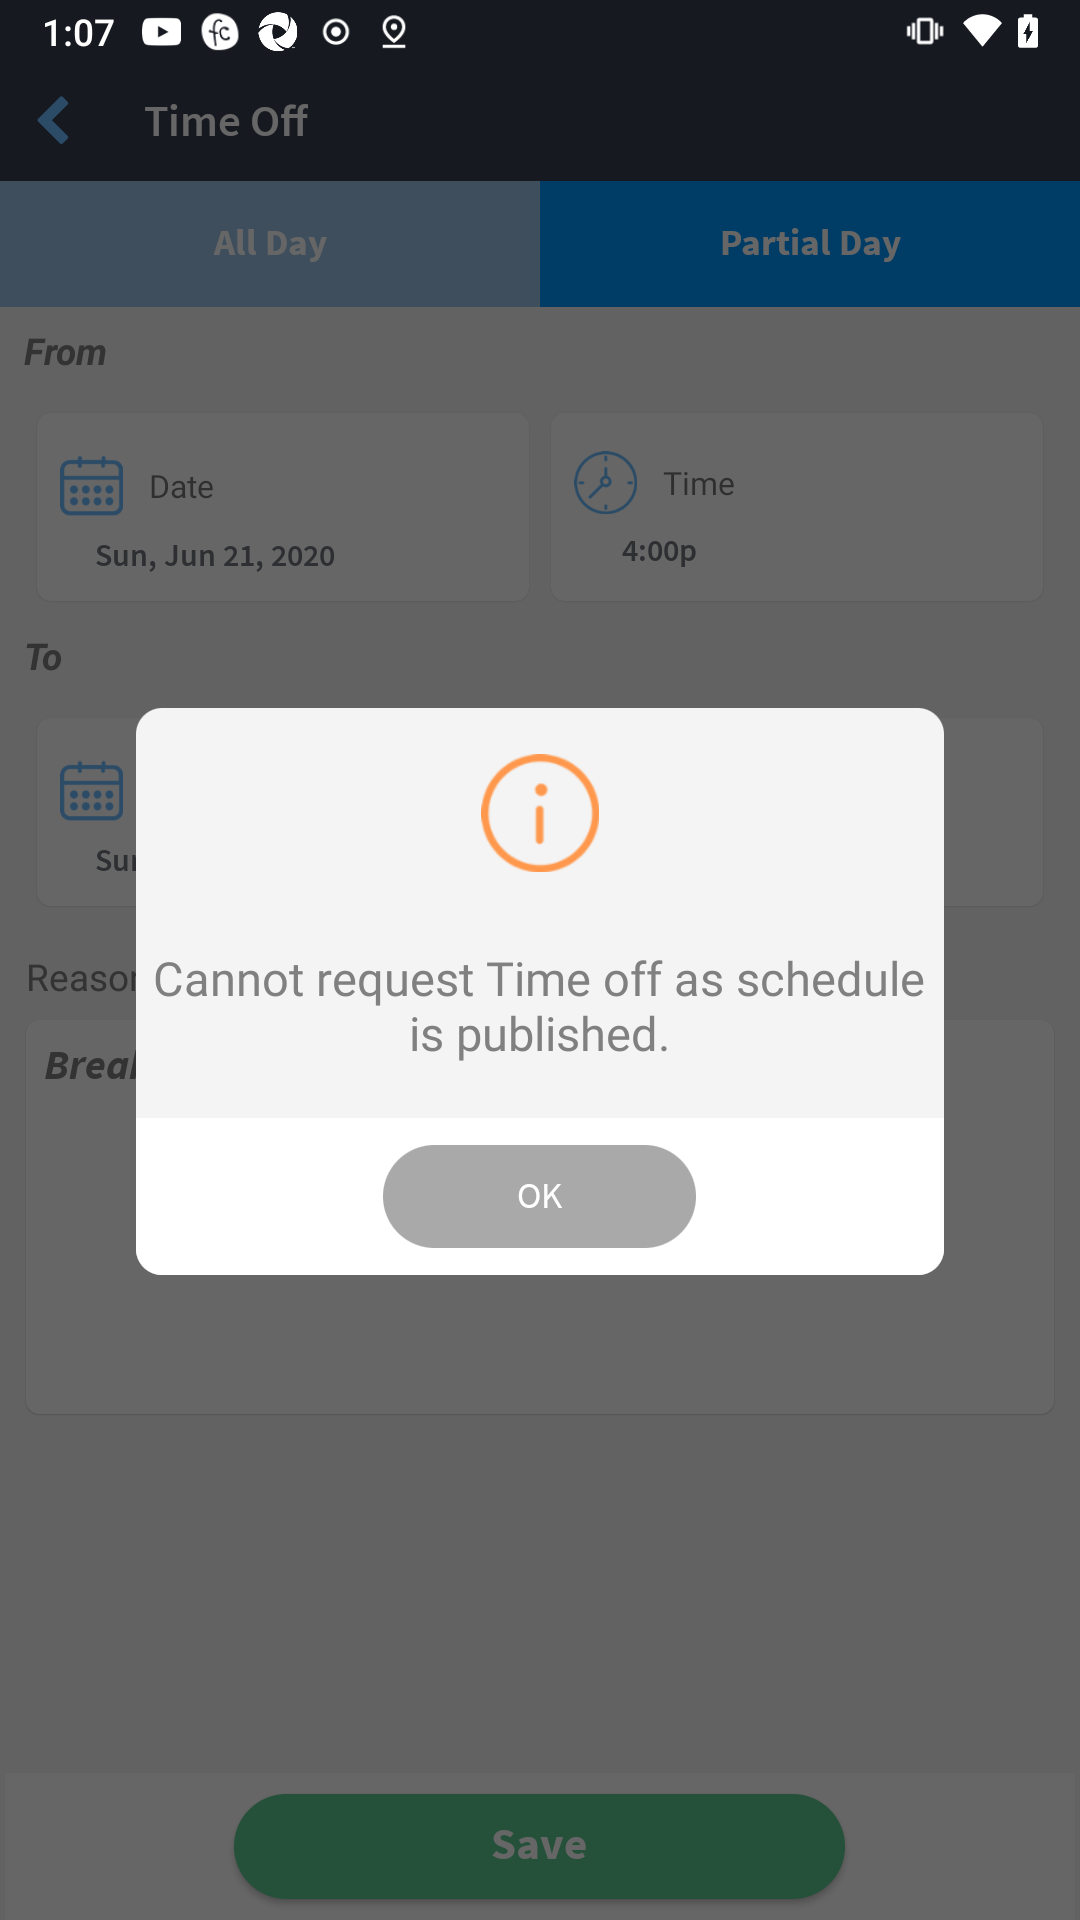 1:07
Time Off
All Day
Partial Day
From
Date
Time
Sun, Jun 21, 2020
4:00p
To
Cannot request Time off as schedule
is published.
OK
Save